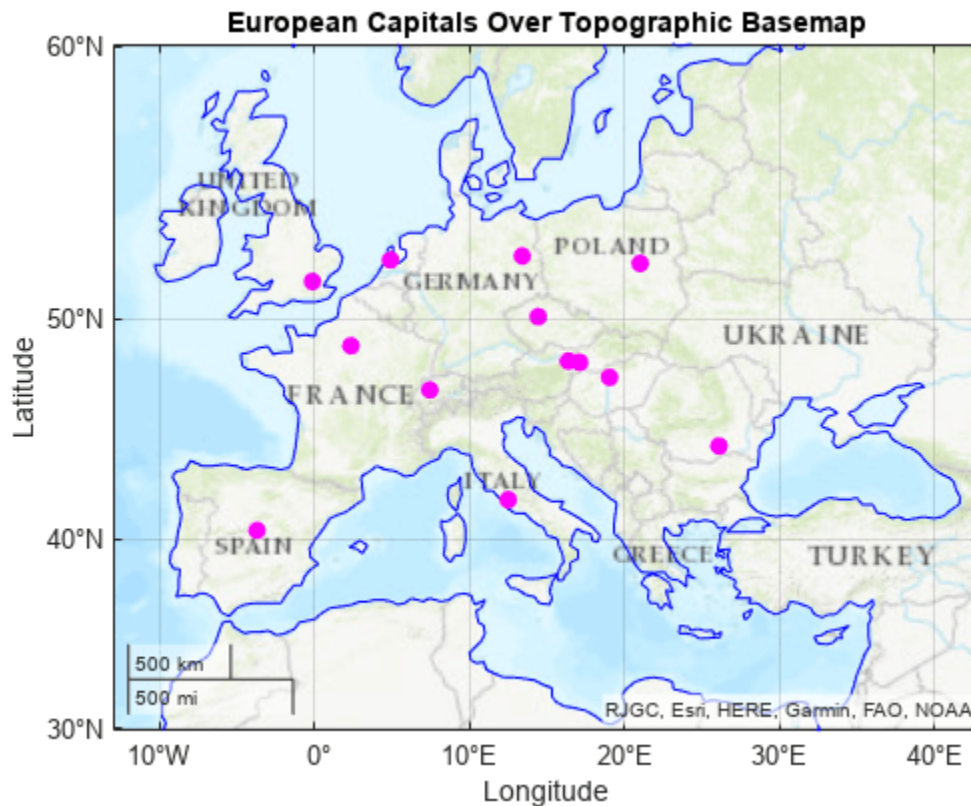 European Capitals Over Topographic Basemap
60°N
UNITED
KINGDOM
POLAND
GERMANY
50°N
UKRAINE
FRANCE
ITALY
40°N
SPAIN
GREECE
TURKEY
500 km
500 mi
RJGC, Esri, HERE, Garmin, FAO, NOAA
30°N
10°W
0°
10°E
20°E
30°E
40°E
Latitude
Longitude